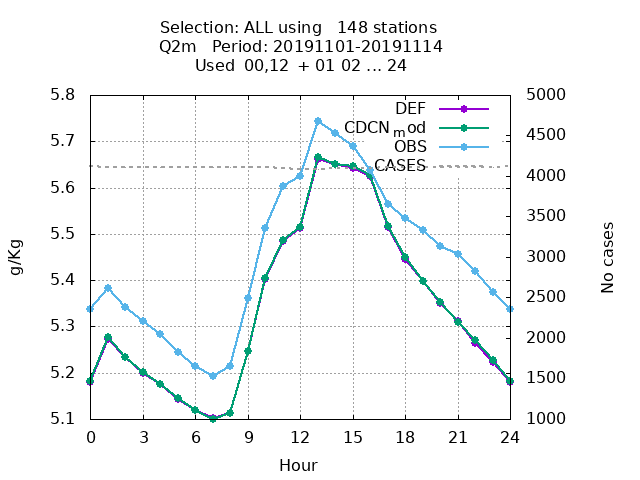 Selection: ALL using 148 stations
Q2m Period: 20191101-20191114
Used 00,12 + 01 02 ... 24
5.8
5.7
5.6
5.5
5.4
5.3
5.2
5.1
5000
4500
4000
3500
3000
2500
2000
1500
1000
DEF
CDCN_mod
OBS
CASES
g/Kg
No cases
0 3 6 9 12 15 18 21 24
Hour